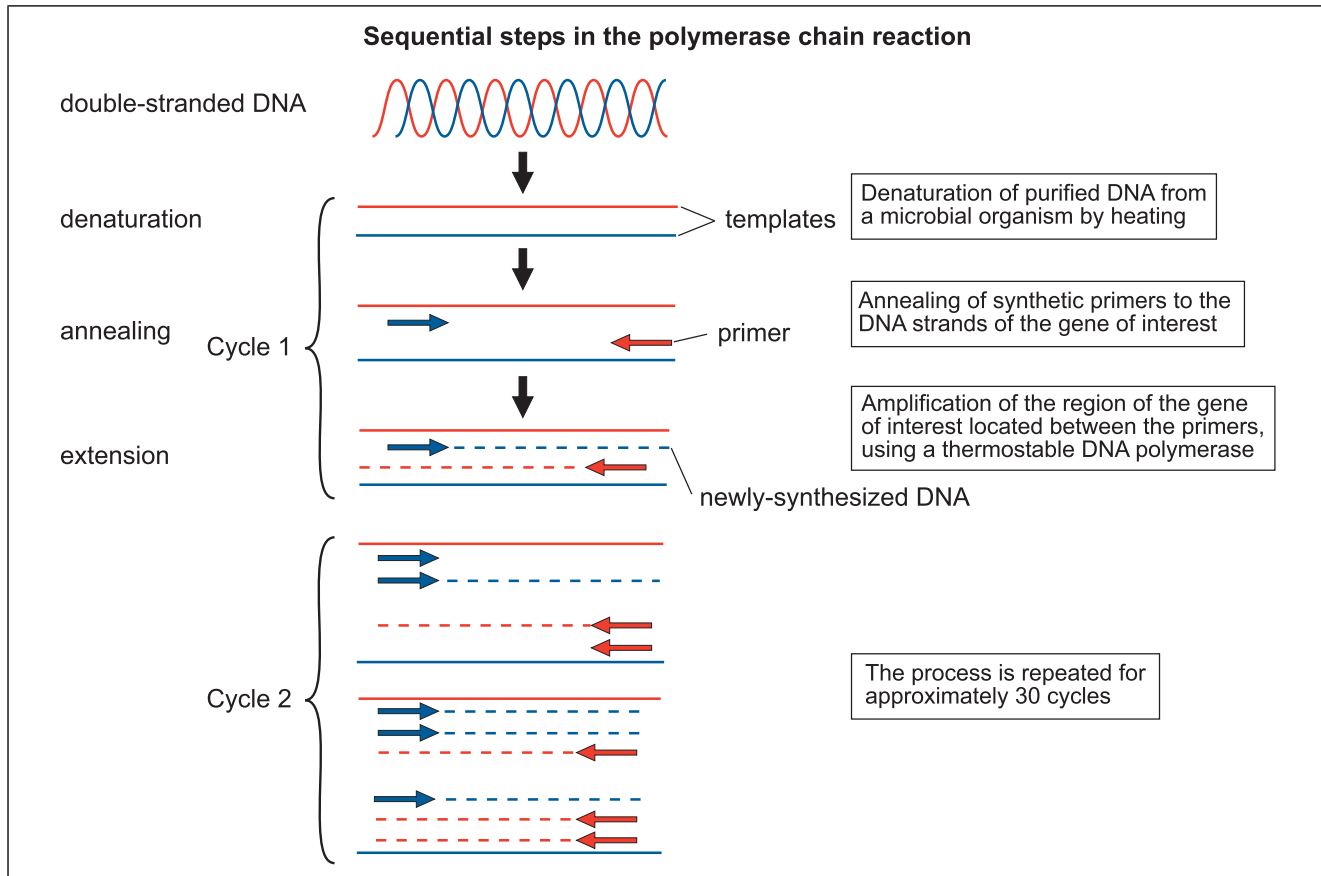 Sequential steps in the polymerase chain reaction
double-stranded DNA
denaturation
templates
Denaturation of purified DNA from
a microbial organism by heating
annealing
Cycle 1
primer
Annealing of synthetic primers to the
DNA strands of the gene of interest
extension
Amplification of the region of the gene
of interest located between the primers,
using a thermostable DNA polymerase
newly-synthesized DNA
Cycle 2
The process is repeated for
approximately 30 cycles